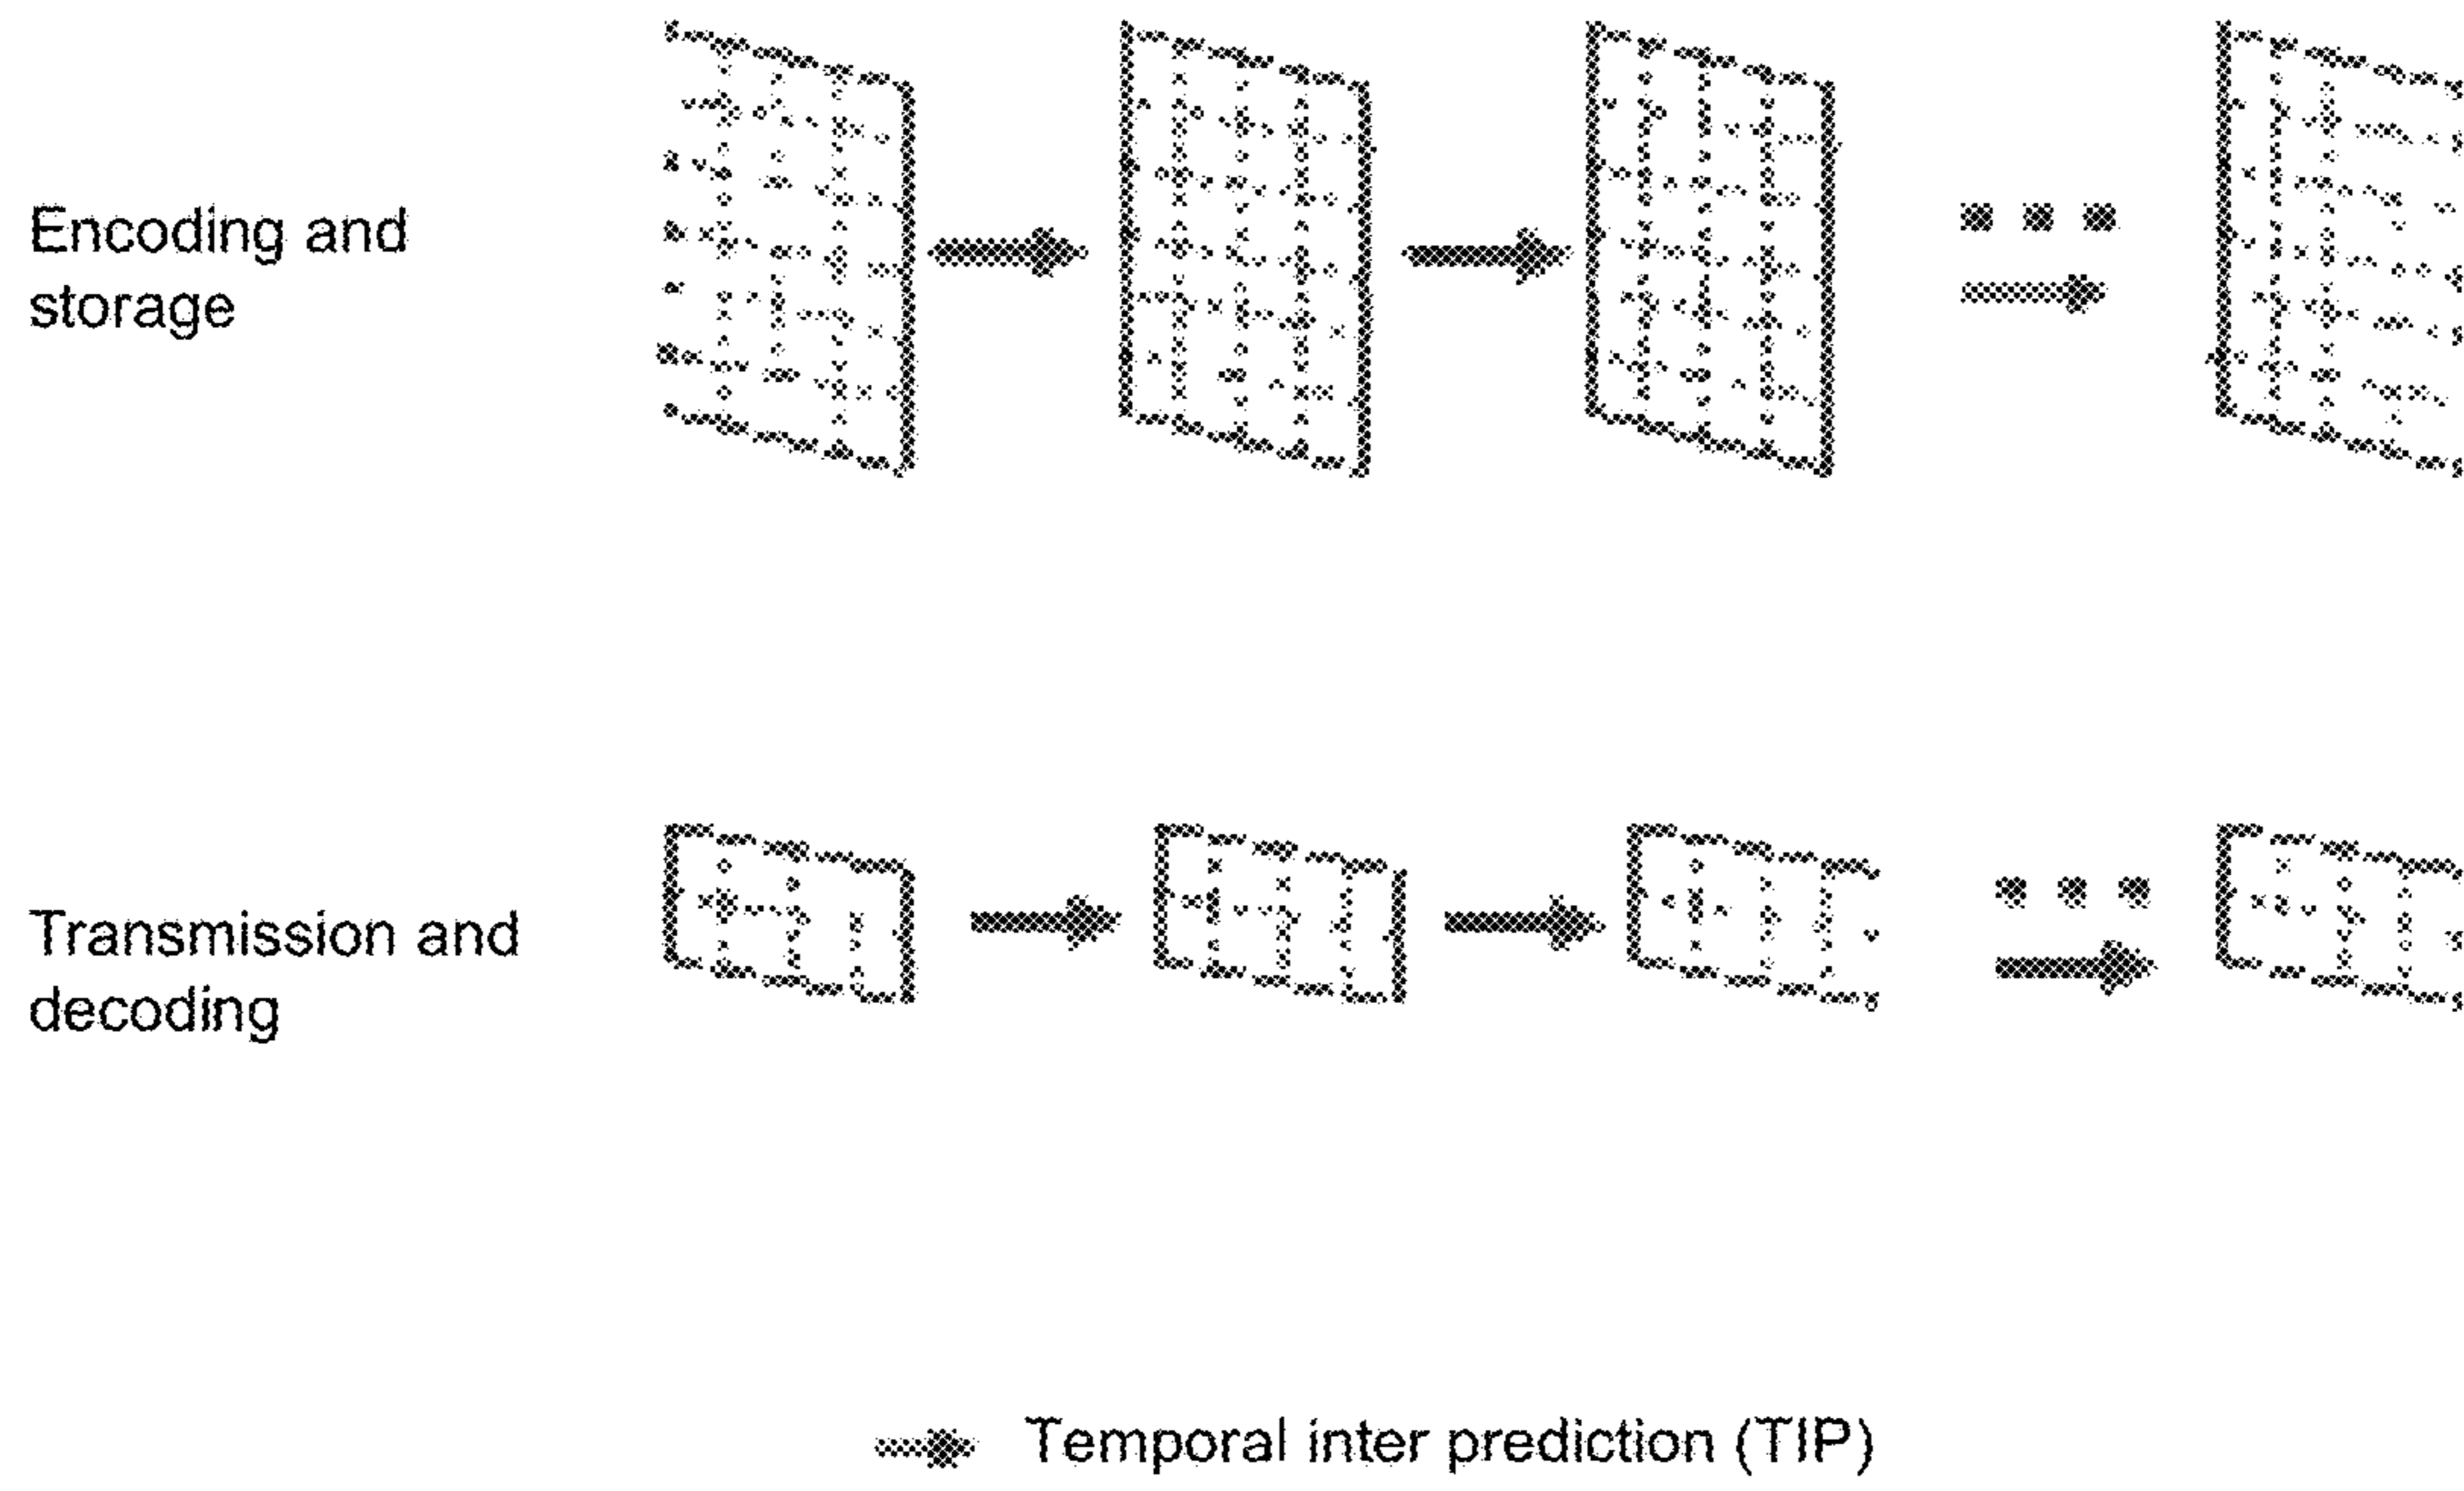 Encoding and
storage
Transmission and
decoding
Temporal inter prediction (TIP)